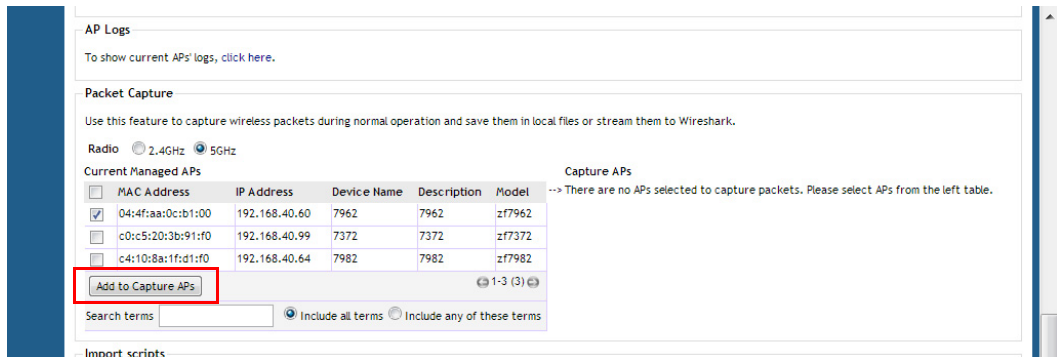 AP Logs
To show current APs' logs, click here.
Packet Capture
Use this feature to capture wireless packets during normal operation and save them in local files or stream them to Wireshark.
Radio 2.4GHz 5GHz
Current Managed APs
MAC Address IP Address Device Name Description Model
04:4f:aa:0c:b1:00 192.168.40.60 7962 7962 zf7962
c0:c5:20:3b:91:f0 192.168.40.99 7372 7372 zf7372
c4:10:8a:1f:d1:f0 192.168.40.64 7982 7982 zf7982
Add to Capture APs 1-3 (3)
Search terms Include all terms Include any of these terms
Capture APs
--> There are no APs selected to capture packets. Please select APs from the left table.
Import scripts